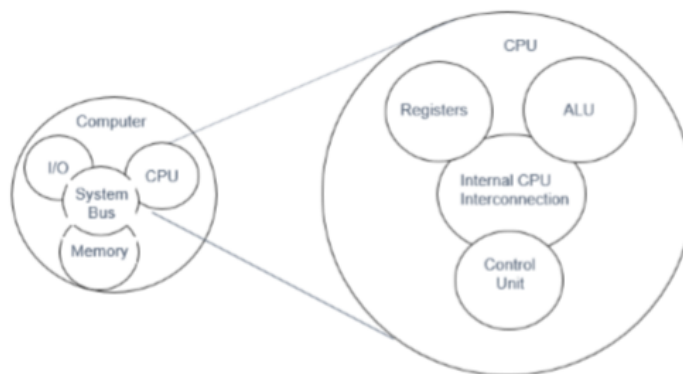 Computer
I/O
CPU
System
Bus
Memory
CPU
Registers
ALU
Internal CPU
Interconnection
Control
Unit